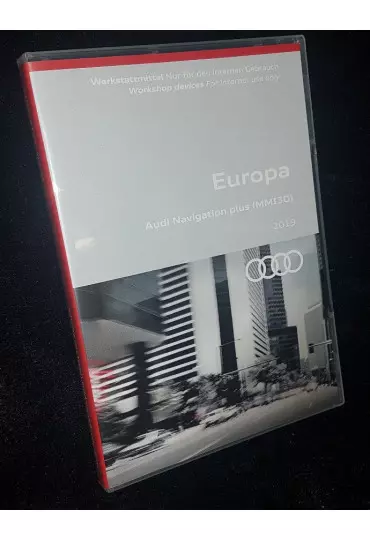 Werkstattmittel Nur für den internen Gebrauch
Workshop devices For internal use only
Europa
Audi Navigation plus (MMI3G)
2019